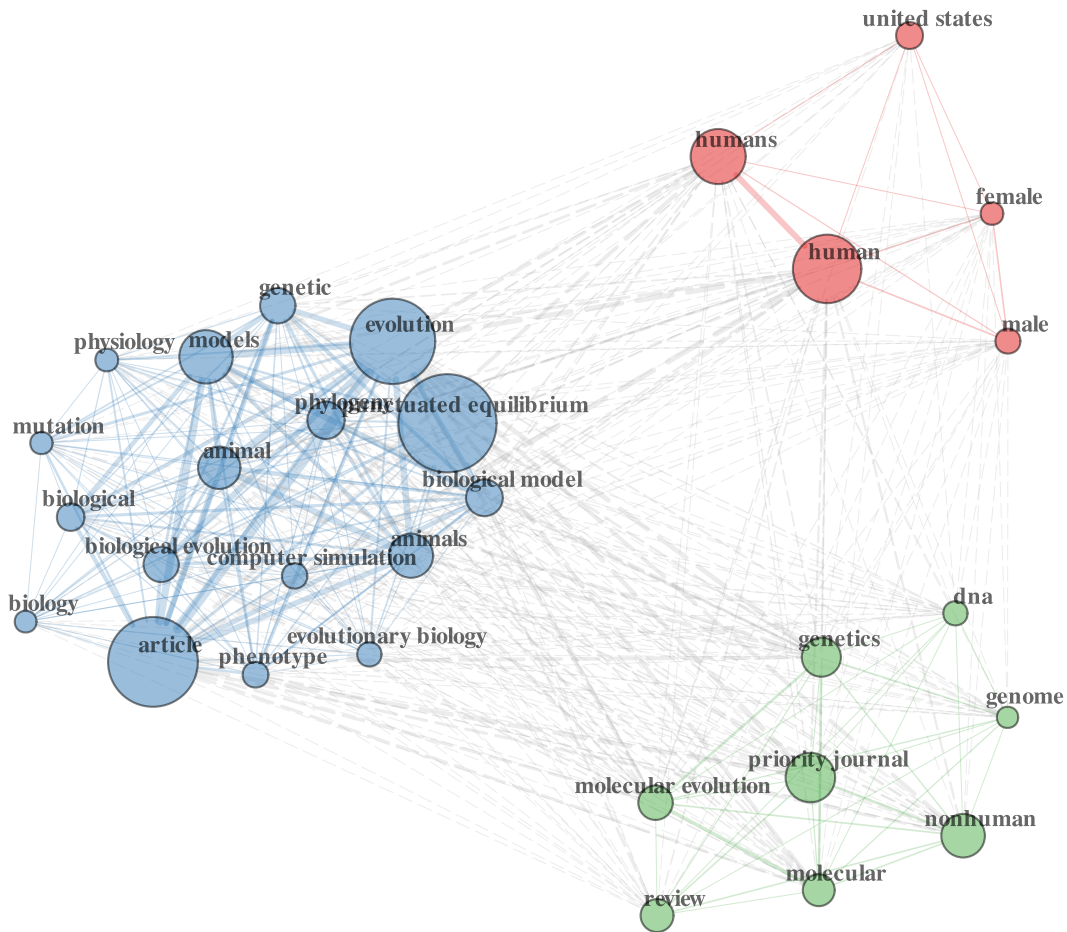 united states
humans
female
human
genetic
evolution
male
physiology
models
phylogeny
punctuated equilibrium
mutation
animal
biological model
biological
animals
biological evolution
computer simulation
dna
biology
evolutionary biology
genetics
article
phenotype
genome
priority journal
molecular evolution
nonhuman
molecular
review